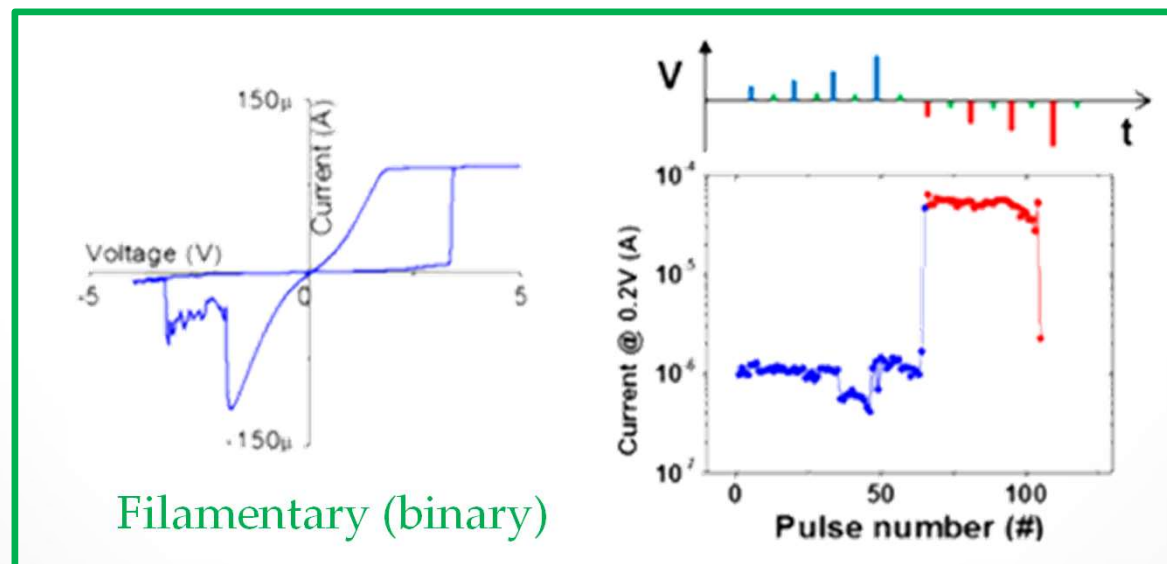 150μ
Current (A)
Voltage (V)
-5
0
5
-150μ
Filamentary (binary)
V
t
Current @ 0.2V (A)
10⁻⁴
10⁻⁵
10⁻⁶
10⁻⁷
0
50
100
Pulse number (#)